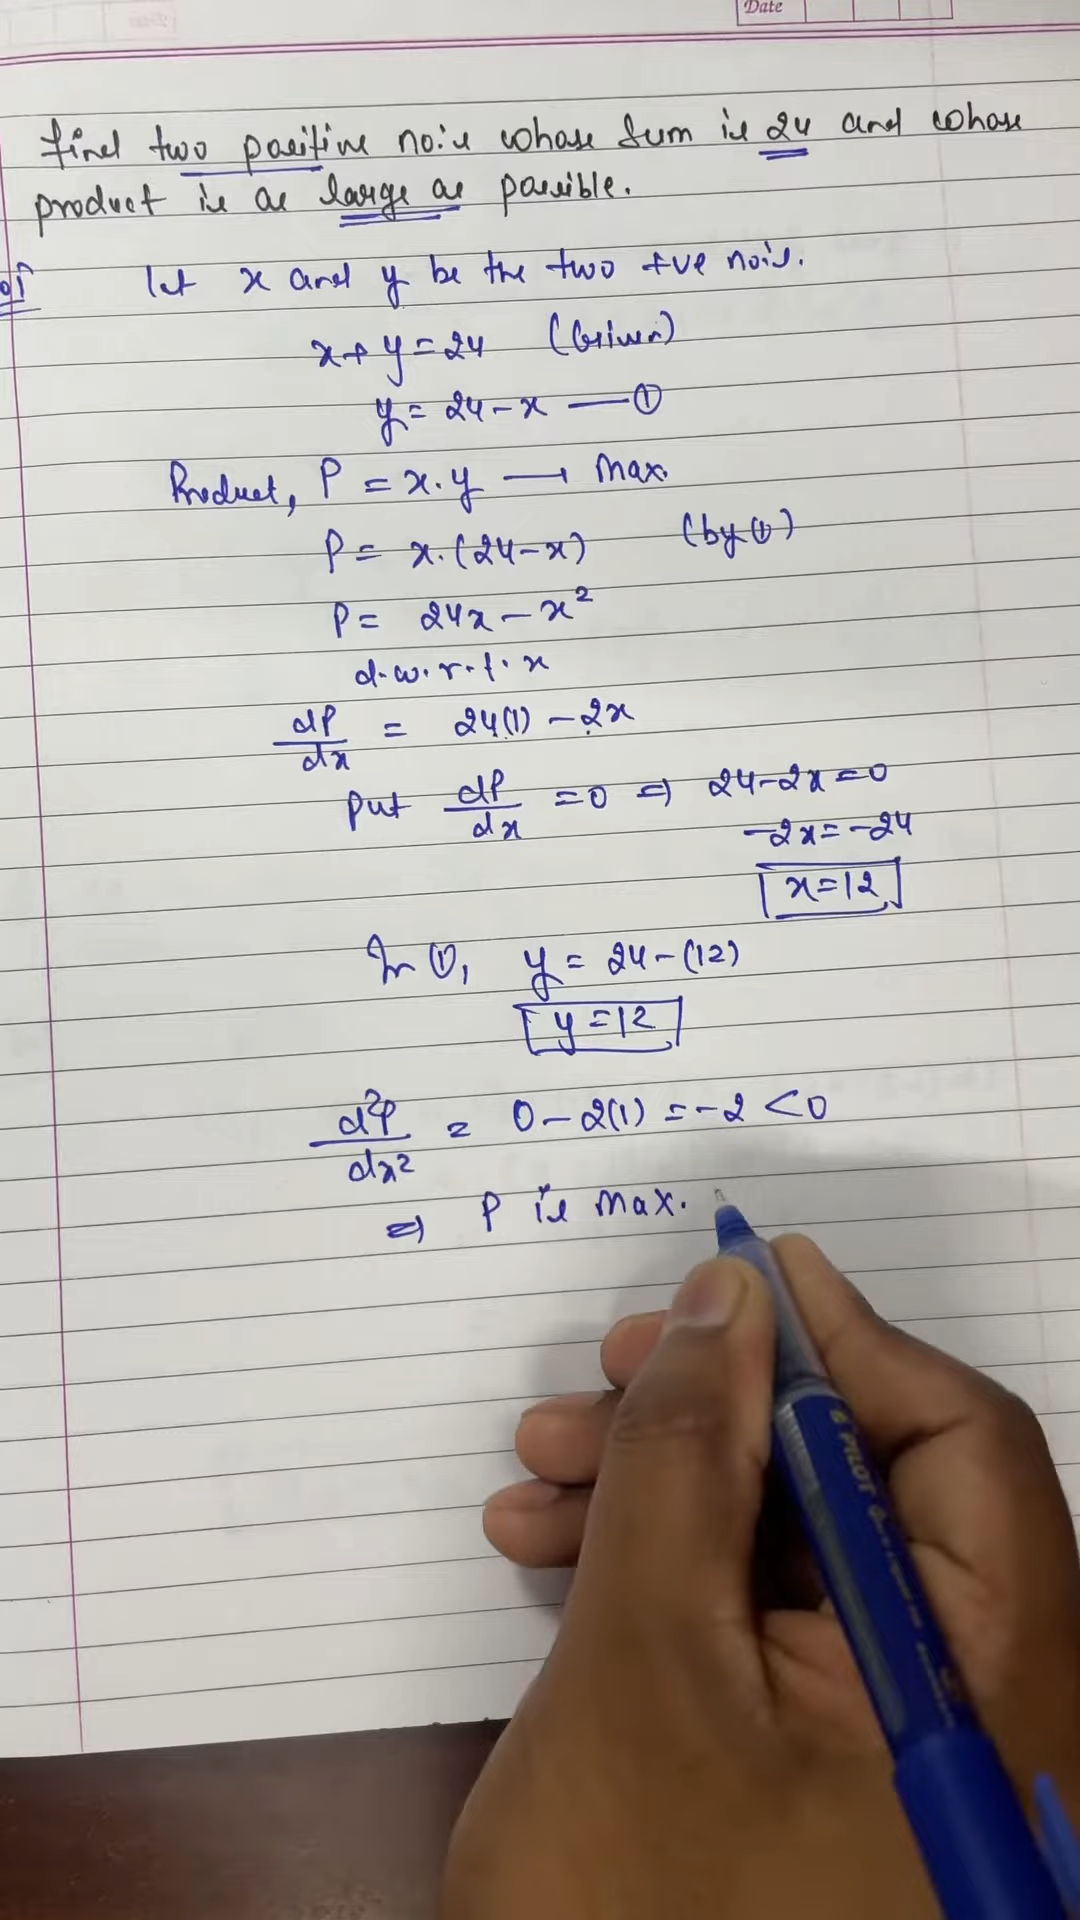 Date
find two positive no.'s whose sum is 24 and whose
product is as large as possible.
Sol
let x and y be the two +ve no's.
x + y = 24 (Given)
y = 24 - x — ①
Product, P = x.y → Max.
P = x.(24-x) (by ①)
P = 24x - x²
d.w.r.t. x
dP/dx = 24(1) - 2x
Put dP/dx = 0 ⇒ 24-2x=0
-2x = -24
x=12
In ①, y = 24-(12)
y = 12
d²P/dx² = 0 - 2(1) = -2 < 0
⇒ P is max.
PILOT